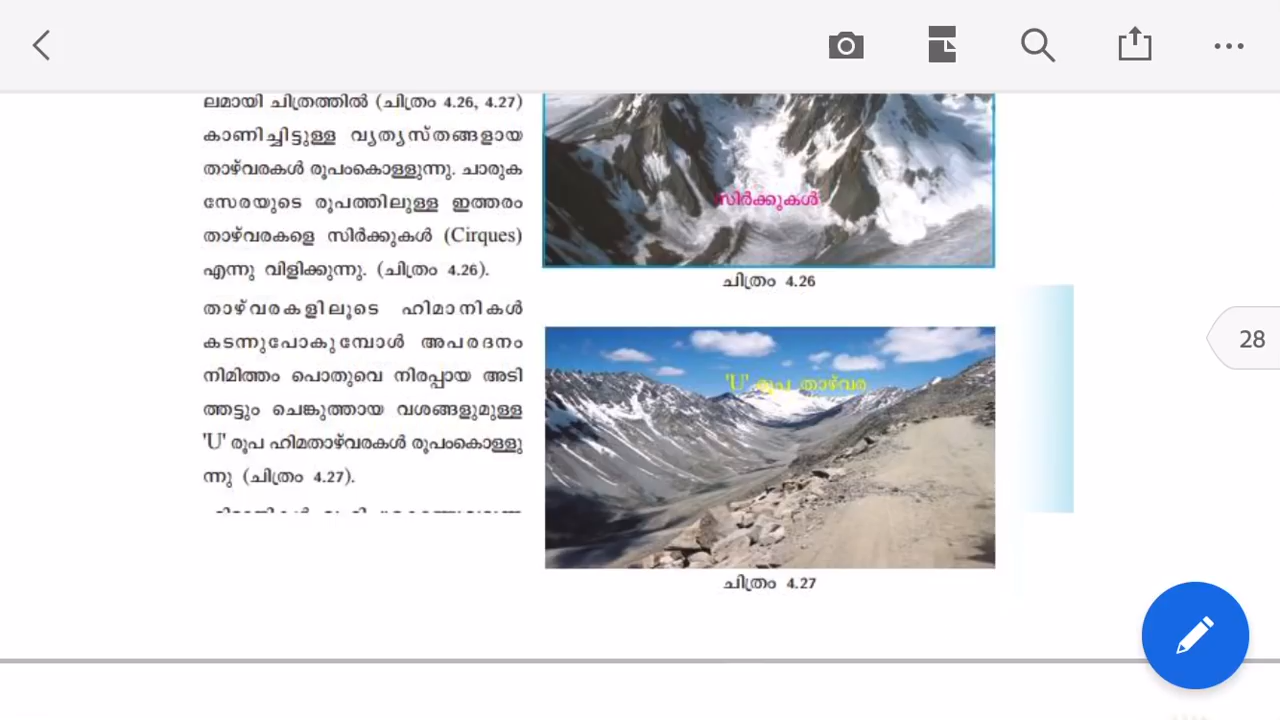 28
ലമായി ചിത്രത്തിൽ (ചിത്രം 4.26, 4.27)
കാണിച്ചിട്ടുള്ള വ്യത്യസ്തങ്ങളായ
താഴ്‌വരകൾ രൂപംകൊള്ളുന്നു. ചാരുക
സേരയുടെ രൂപത്തിലുള്ള ഇത്തരം
താഴ്‌വരകളെ സിർക്കുകൾ (Cirques)
എന്നു വിളിക്കുന്നു. (ചിത്രം 4.26).
താഴ്‌വരകളിലൂടെ ഹിമാനികൾ
കടന്നുപോകുമ്പോൾ അപരദനം
നിമിത്തം പൊതുവെ നിരപ്പായ അടി
ത്തട്ടും ചെങ്കുത്തായ വശങ്ങളുമുള്ള
'U' രൂപ ഹിമതാഴ്‌വരകൾ രൂപംകൊള്ളു
ന്നു (ചിത്രം 4.27).
സിർക്കുകൾ
ചിത്രം 4.26
'U' രൂപ താഴ്‌വര
ചിത്രം 4.27